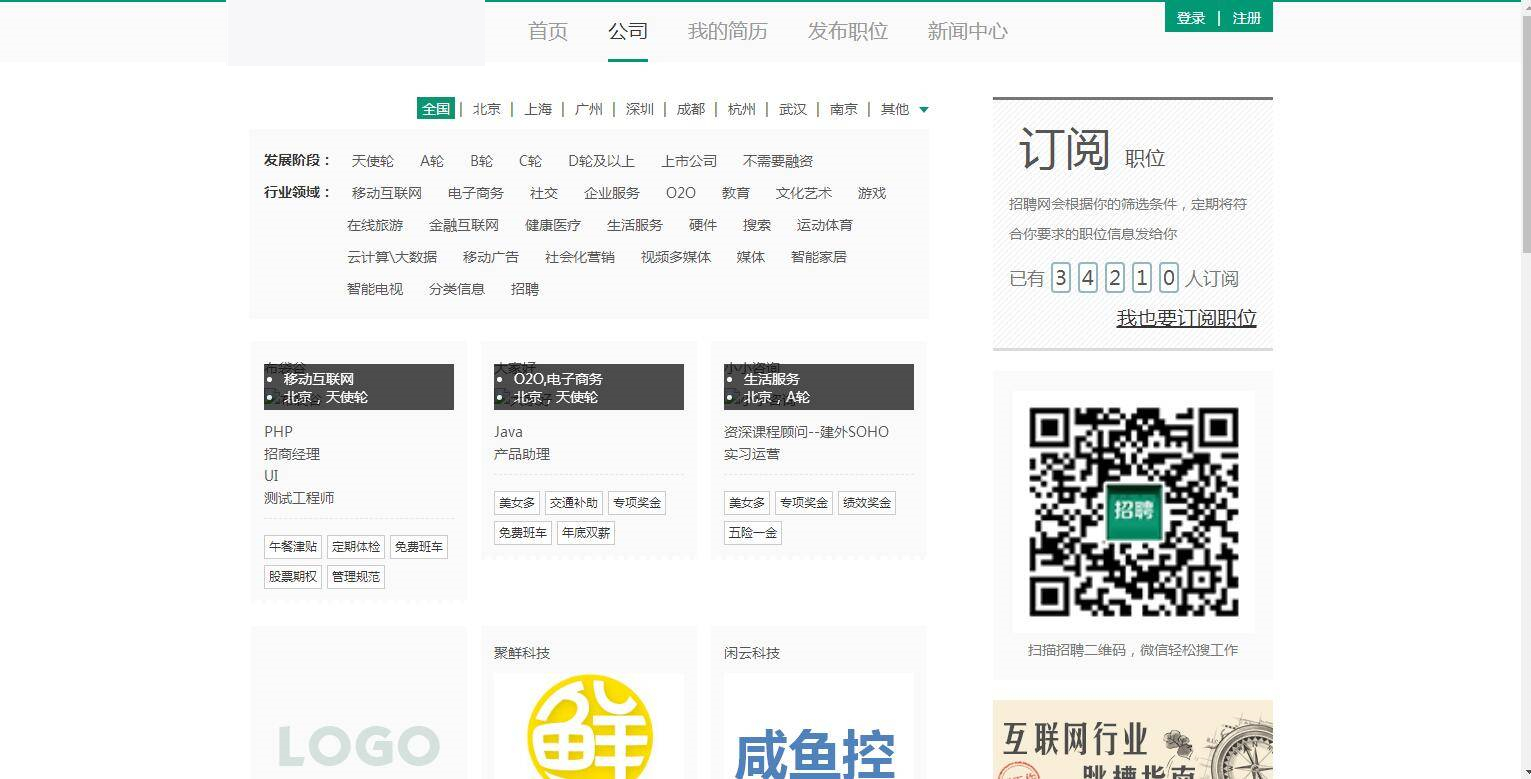 首页 公司 我的简历 发布职位 新闻中心
登录 | 注册
全国 | 北京 | 上海 | 广州 | 深圳 | 成都 | 杭州 | 武汉 | 南京 | 其他
发展阶段： 天使轮 A轮 B轮 C轮 D轮及以上 上市公司 不需要融资
行业领域： 移动互联网 电子商务 社交 企业服务 O2O 教育 文化艺术 游戏
在线旅游 金融互联网 健康医疗 生活服务 硬件 搜索 运动体育
云计算\大数据 移动广告 社会化营销 视频多媒体 媒体 智能家居
智能电视 分类信息 招聘
布袋谷
移动互联网
北京，天使轮
PHP
招商经理
UI
测试工程师
午餐津贴 定期体检 免费班车
股票期权 管理规范
大家好
O2O,电子商务
北京，天使轮
Java
产品助理
美女多 交通补助 专项奖金
免费班车 年底双薪
小小咨询
生活服务
北京，A轮
资深课程顾问--建外SOHO
实习运营
美女多 专项奖金 绩效奖金
五险一金
LOGO
聚鲜科技
鲜
闲云科技
咸鱼控
订阅 职位
招聘网会根据你的筛选条件，定期将符
合你要求的职位信息发给你
已有 3 4 2 1 0 人订阅
我也要订阅职位
招聘
扫描招聘二维码，微信轻松搜工作
互联网行业
跳槽指南